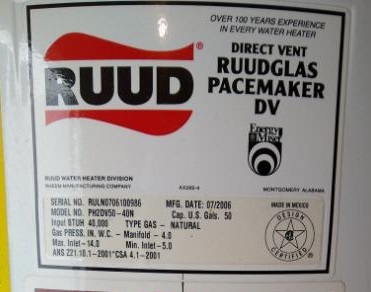 OVER 100 YEARS EXPERIENCE
IN EVERY WATER HEATER
RUUD®
DIRECT VENT
RUUDGLAS
PACEMAKER
DV
Energy
Miser
RUUD WATER HEATER DIVISION
RHEEM MANUFACTURING COMPANY
MONTGOMERY ALABAMA
SERIAL NO. RULN0706100986 MFG. DATE: 07/2006
MODEL NO: PH2DV50-40N Cap. U.S. Gals. 50
Input BTUH 40,000 TYPE GAS - NATURAL
Gas PRESS. IN. W.C. - Manifold - 4.0
Max. Inlet-14.0 Min. Inlet-5.0
ANS Z21.10.1-2001*CSA 4.1-2001
MADE IN MEXICO
DESIGN
CERTIFIED